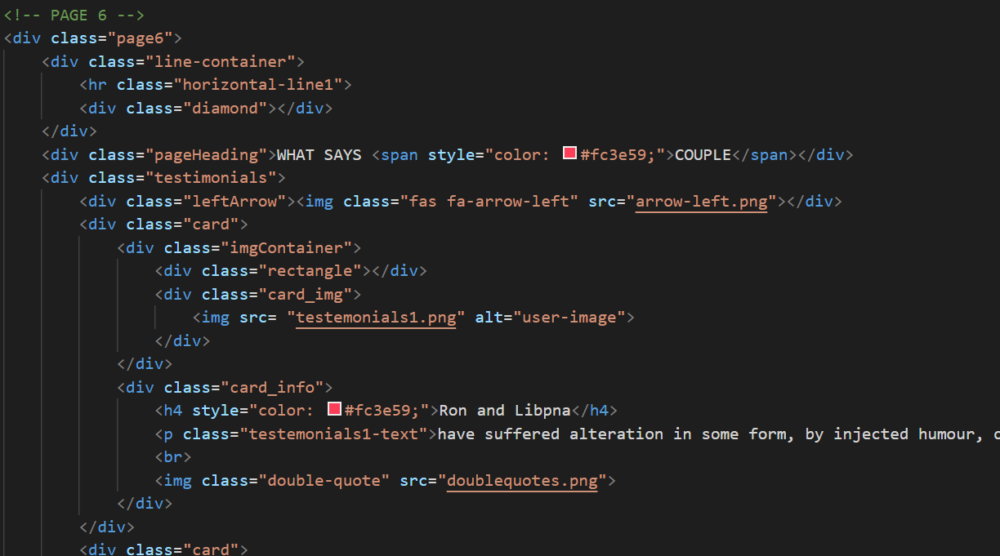 <!-- PAGE 6 -->
<div class="page6">
<div class="line-container">
<hr class="horizontal-line1">
<div class="diamond"></div>
</div>
<div class="pageHeading">WHAT SAYS <span style="color: #fc3e59;">COUPLE</span></div>
<div class="testimonials">
<div class="leftArrow"><img class="fas fa-arrow-left" src="arrow-left.png"></div>
<div class="card">
<div class="imgContainer">
<div class="rectangle"></div>
<div class="card_img">
<img src= "testemonials1.png" alt="user-image">
</div>
</div>
<div class="card_info">
<h4 style="color: #fc3e59;">Ron and Libpna</h4>
<p class="testemonials1-text">have suffered alteration in some form, by injected humour,
<br>
<img class="double-quote" src="doublequotes.png">
</div>
</div>
<div class="card">